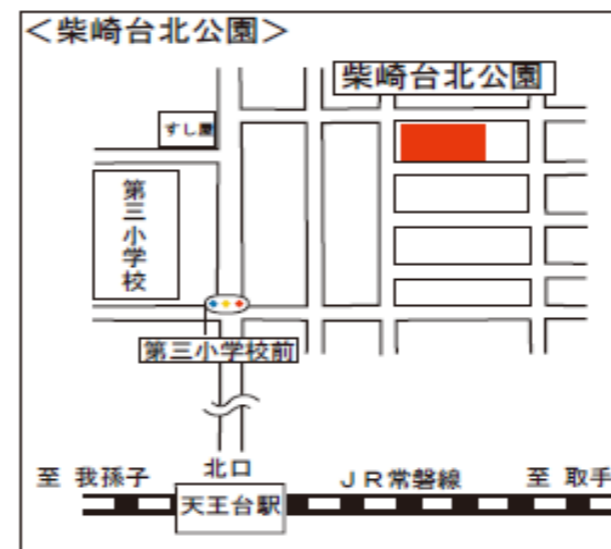 ＜柴崎台北公園＞
柴崎台北公園
すし屋
第三小学校
第三小学校前
北口
至 我孫子
JR常磐線
至 取手
天王台駅